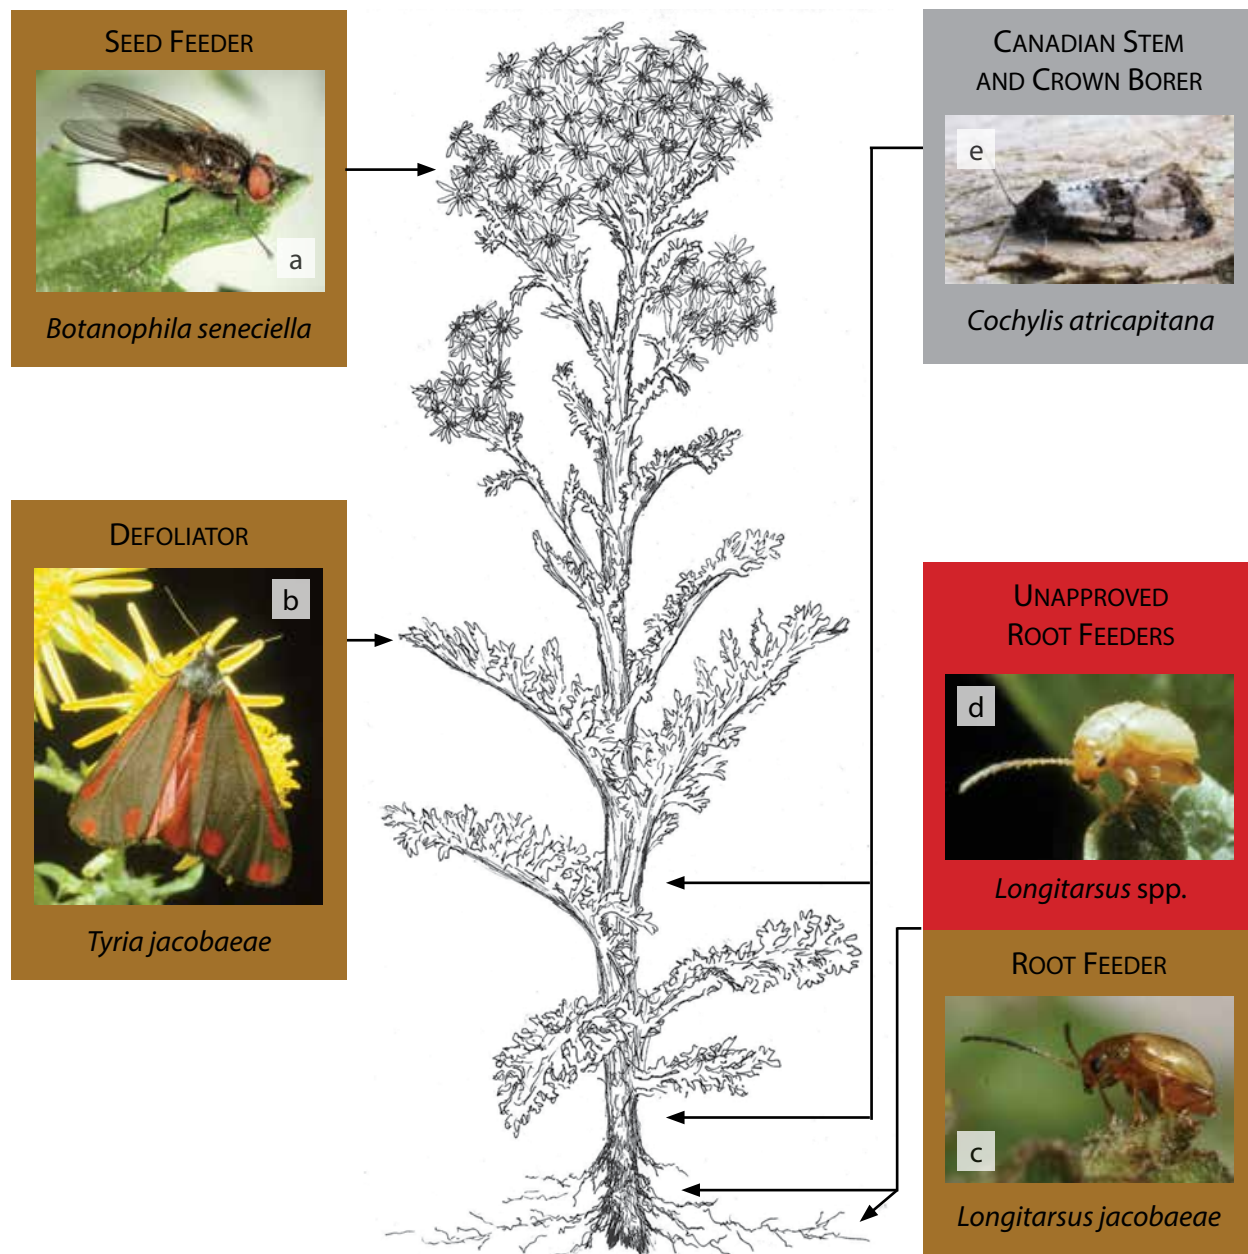 SEED FEEDER
a
Botanophila seneciella
DEFOLIATOR
b
Tyria jacobaeae
CANADIAN STEM
AND CROWN BORER
e
Cochylis atricapitana
UNAPPROVED
ROOT FEEDERS
d
Longitarsus spp.
ROOT FEEDER
c
Longitarsus jacobaeae